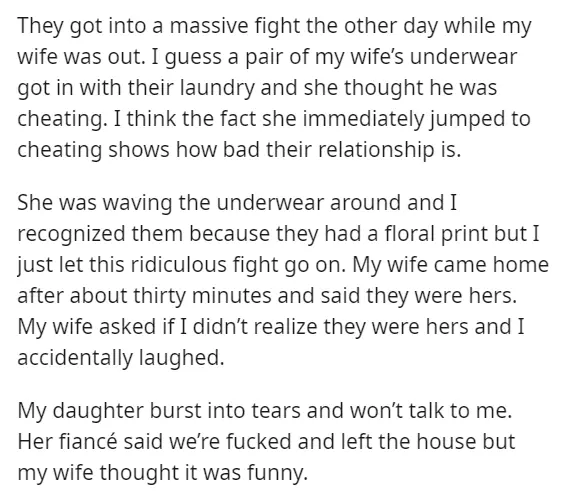 They got into a massive fight the other day while my
wife was out. I guess a pair of my wife’s underwear
got in with their laundry and she thought he was
cheating. I think the fact she immediately jumped to
cheating shows how bad their relationship is.
She was waving the underwear around and I
recognized them because they had a floral print but I
just let this ridiculous fight go on. My wife came home
after about thirty minutes and said they were hers.
My wife asked if I didn’t realize they were hers and I
accidentally laughed.
My daughter burst into tears and won’t talk to me.
Her fiancé said we’re fucked and left the house but
my wife thought it was funny.